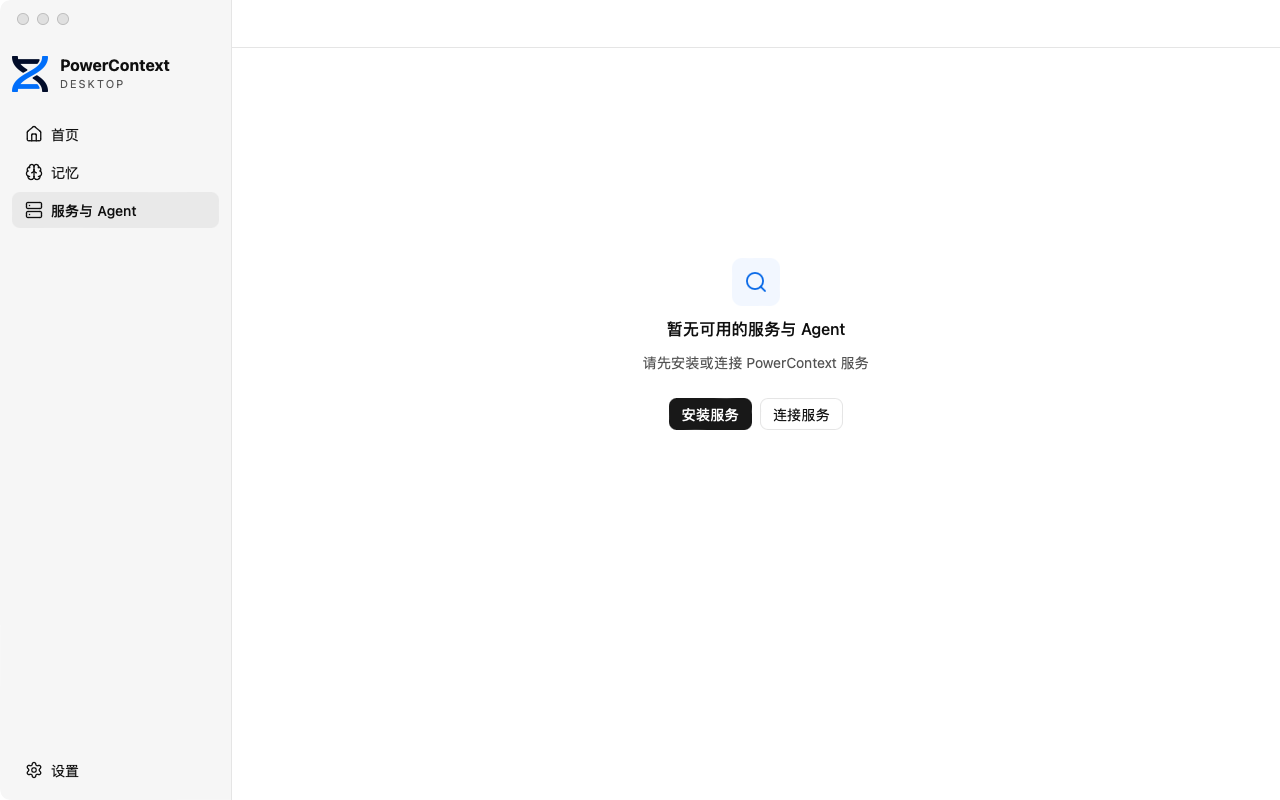 PowerContext
DESKTOP
首页
记忆
服务与 Agent
暂无可用的服务与 Agent
请先安装或连接 PowerContext 服务
安装服务
连接服务
设置